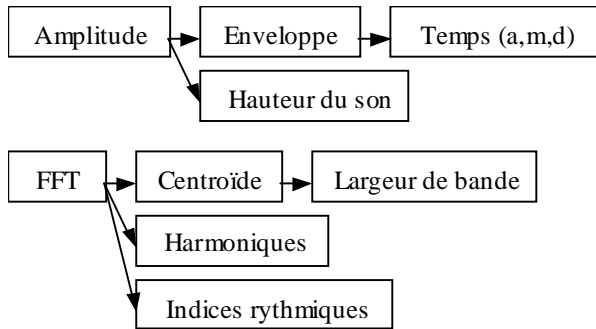 Amplitude
Enveloppe
Temps (a,m,d)
Hauteur du son
FFT
Centroïde
Largeur de bande
Harmoniques
Indices rythmiques